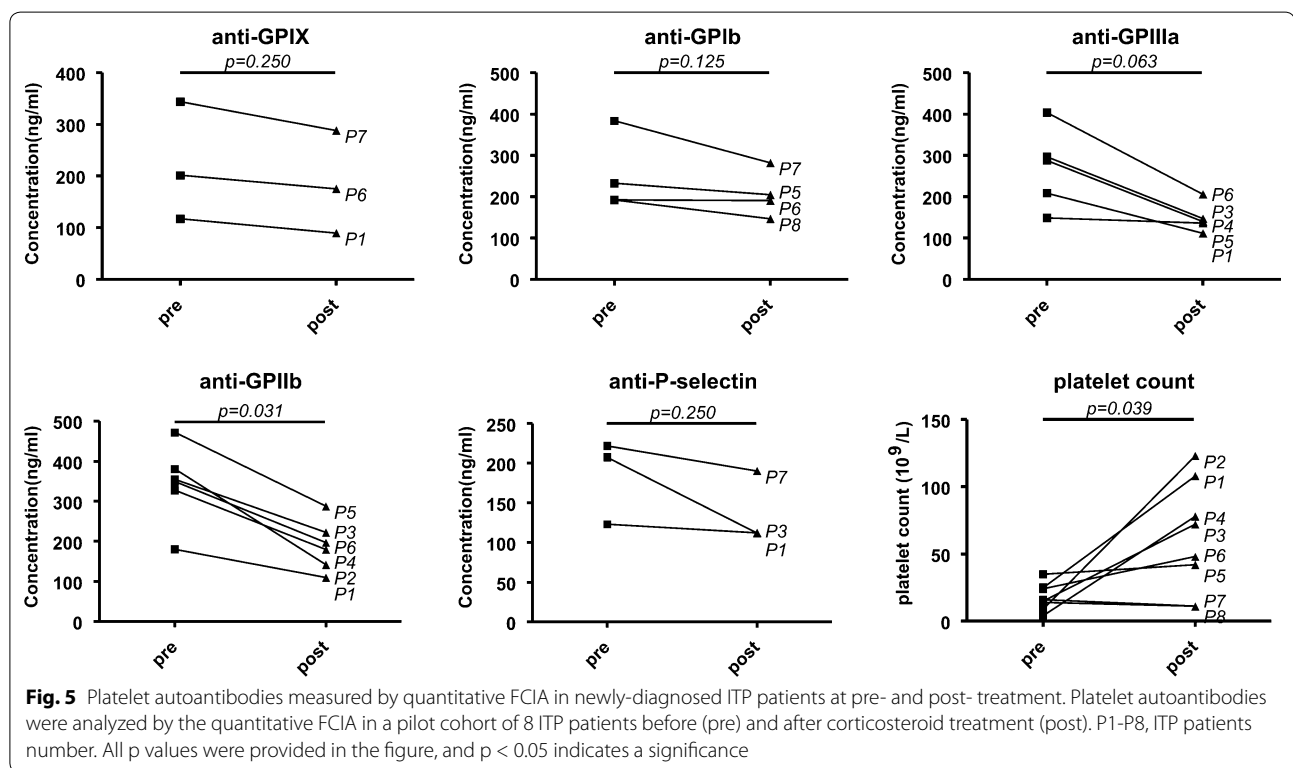 anti-GPIX
p=0.250
Concentration(ng/ml)
400
300
200
100
0
P7
P6
P1
pre
post
anti-GPIb
p=0.125
Concentration(ng/ml)
500
400
300
200
100
0
P7
P5
P6
P8
pre
post
anti-GPIIIa
p=0.063
Concentration(ng/ml)
500
400
300
200
100
0
P6
P3
P4
P5
P1
pre
post
anti-GPIIb
p=0.031
Concentration(ng/ml)
500
400
300
200
100
0
P5
P3
P6
P4
P2
P1
pre
post
anti-P-selectin
p=0.250
Concentration(ng/ml)
250
200
150
100
50
0
P7
P3
P1
pre
post
platelet count
p=0.039
platelet count (10⁹/L)
150
100
50
0
P2
P1
P4
P3
P6
P5
P7
P8
pre
post
Fig. 5 Platelet autoantibodies measured by quantitative FCIA in newly-diagnosed ITP patients at pre- and post- treatment. Platelet autoantibodies
were analyzed by the quantitative FCIA in a pilot cohort of 8 ITP patients before (pre) and after corticosteroid treatment (post). P1-P8, ITP patients
number. All p values were provided in the figure, and p < 0.05 indicates a significance